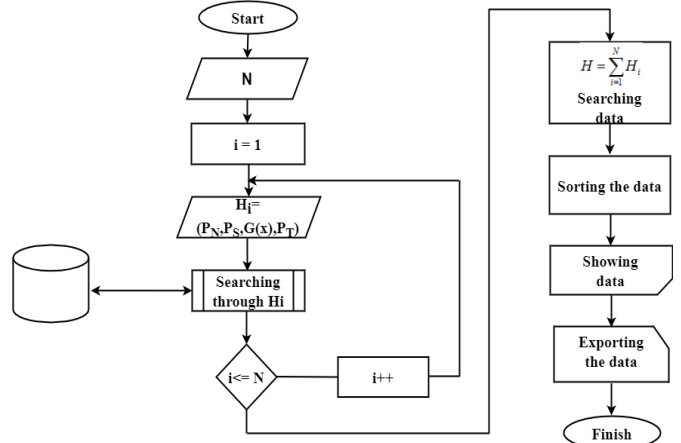 Start
N
i = 1
Hi=
(PN,PS,G(x),PT)
Searching
through Hi
i<= N
i++
H = ∑ Hi
N
i=1
Searching
data
Sorting the data
Showing
data
Exporting
the data
Finish